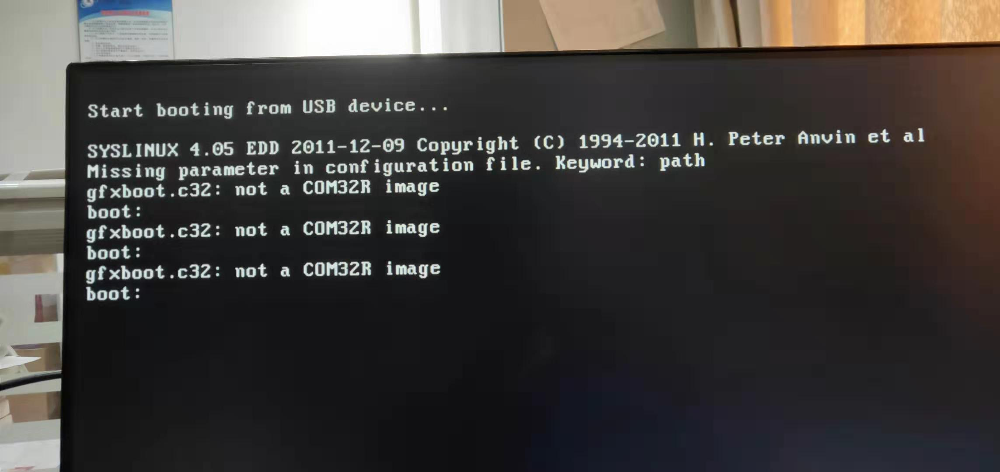 Start booting from USB device...
SYSLINUX 4.05 EDD 2011-12-09 Copyright (C) 1994-2011 H. Peter Anvin et al
Missing parameter in configuration file. Keyword: path
gfxboot.c32: not a COM32R image
boot:
gfxboot.c32: not a COM32R image
boot:
gfxboot.c32: not a COM32R image
boot: